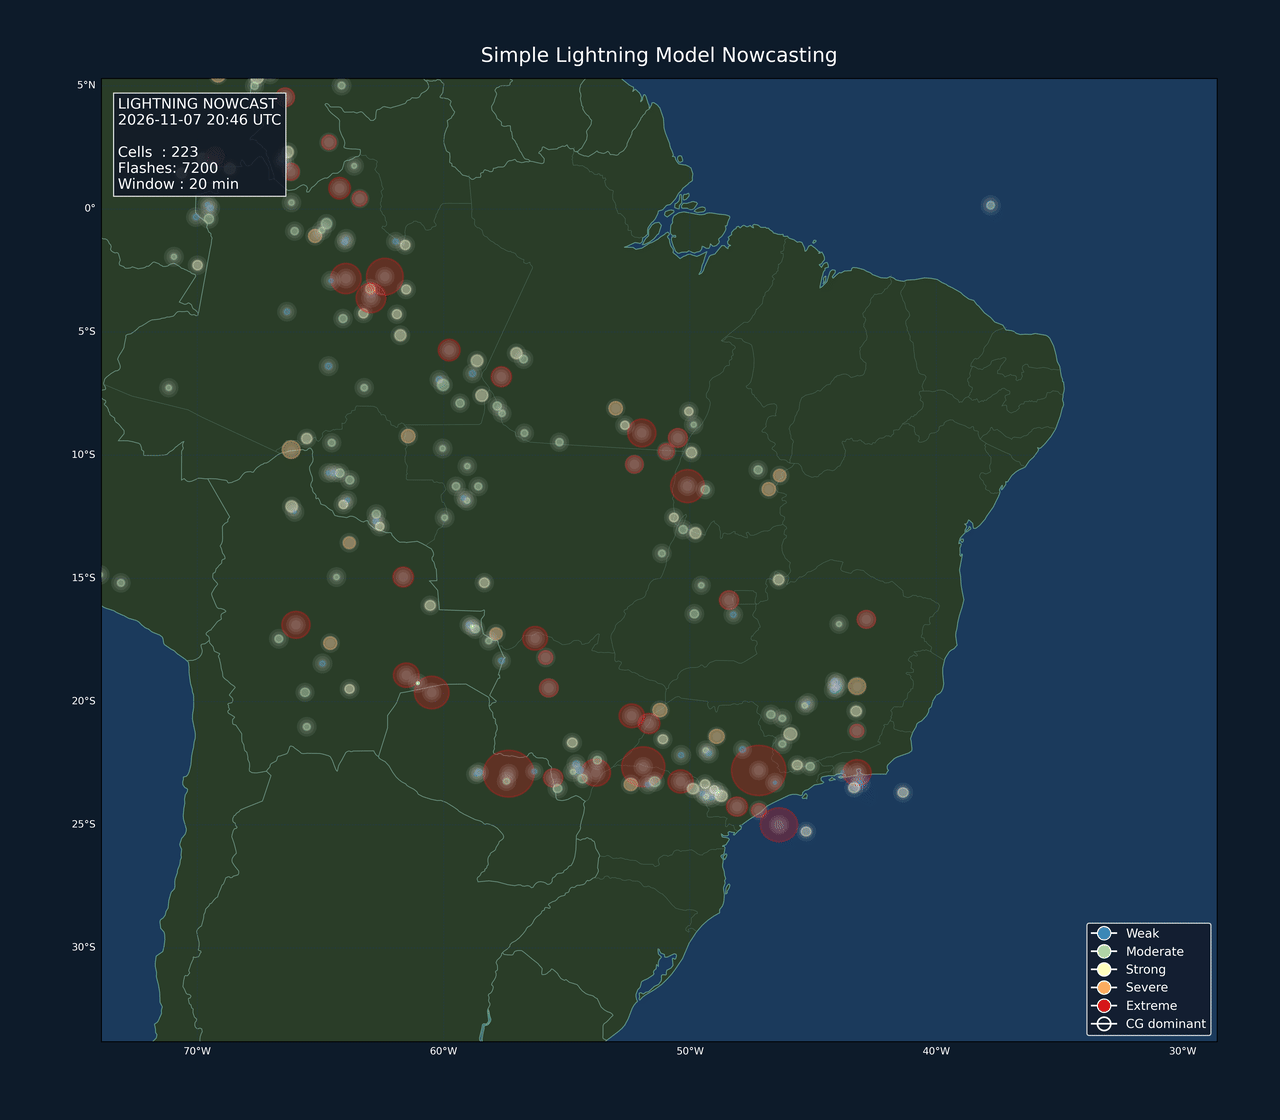 Simple Lightning Model Nowcasting
LIGHTNING NOWCAST
2026-11-07 20:46 UTC
Cells : 223
Flashes: 7200
Window : 20 min
5°N
0°
5°S
10°S
15°S
20°S
25°S
30°S
70°W
60°W
50°W
40°W
30°W
Weak
Moderate
Strong
Severe
Extreme
CG dominant